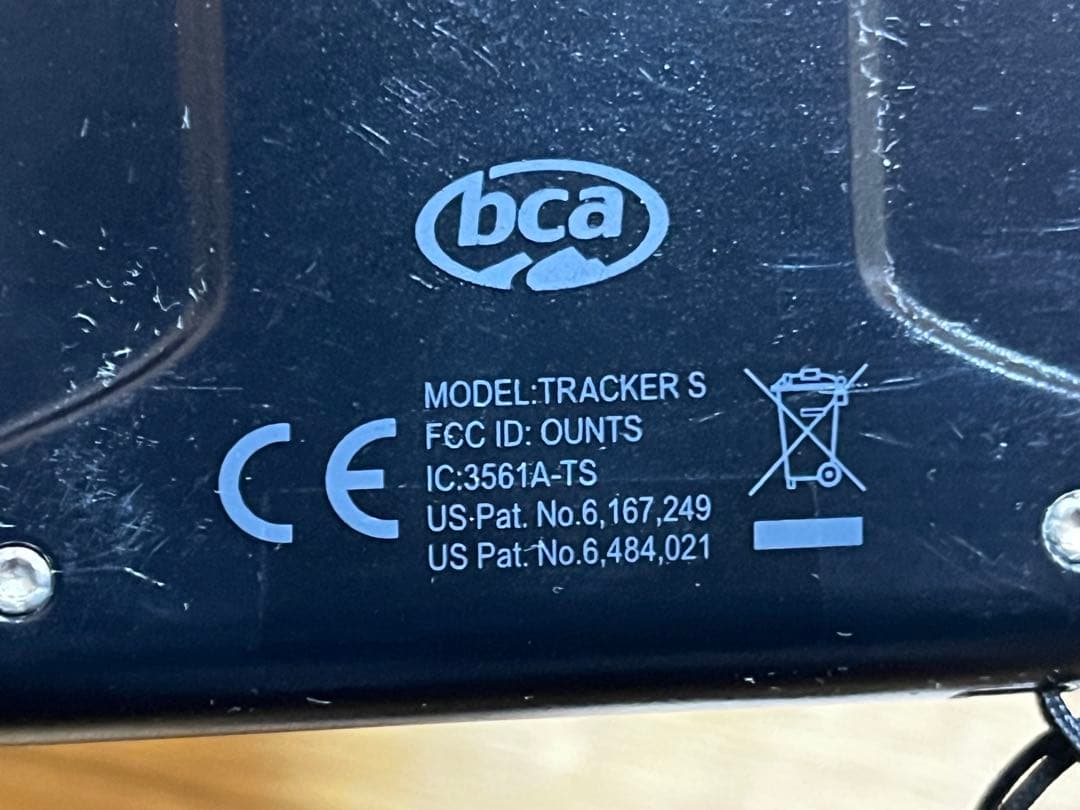 bca
MODEL:TRACKER S
FCC ID: OUNTS
IC:3561A-TS
US Pat. No.6,167,249
US Pat. No.6,484,021
CE